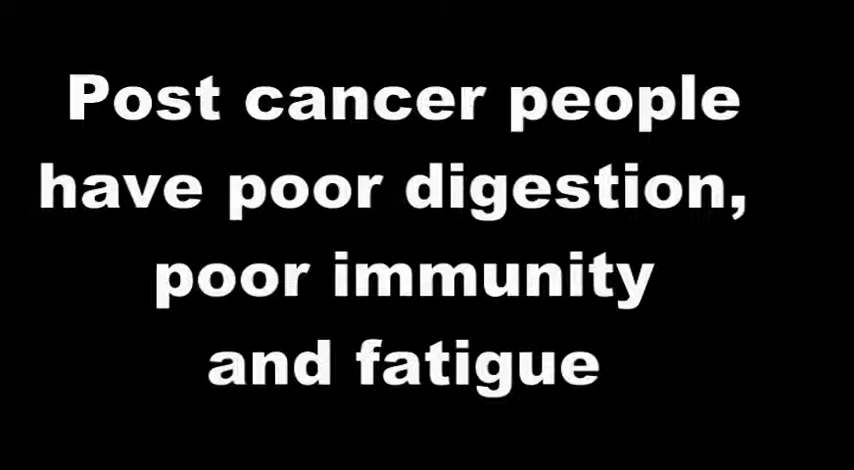 Post cancer people
have poor digestion,
poor immunity
and fatigue